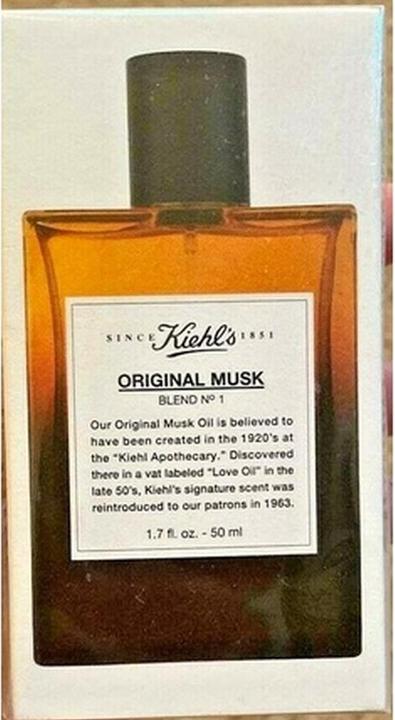 SINCE Kiehl's 1851
ORIGINAL MUSK
BLEND Nº 1
Our Original Musk Oil is believed to
have been created in the 1920's at
the "Kiehl Apothecary." Discovered
there in a vat labeled "Love Oil" in the
late 50's, Kiehl's signature scent was
reintroduced to our patrons in 1963.
1.7 fl. oz. - 50 ml